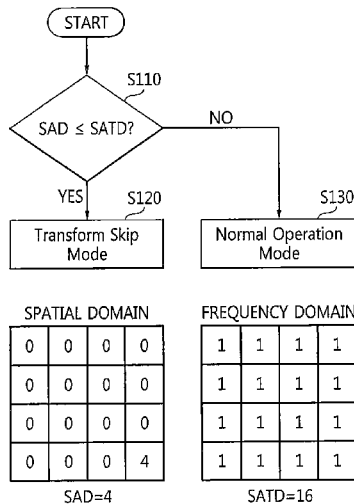 START
S110
SAD ≤ SATD?
NO
YES
S120
S130
Transform Skip
Mode
Normal Operation
Mode
SPATIAL DOMAIN
0 0 0 0
0 0 0 0
0 0 0 0
0 0 0 4
SAD=4
FREQUENCY DOMAIN
1 1 1 1
1 1 1 1
1 1 1 1
1 1 1 1
SATD=16